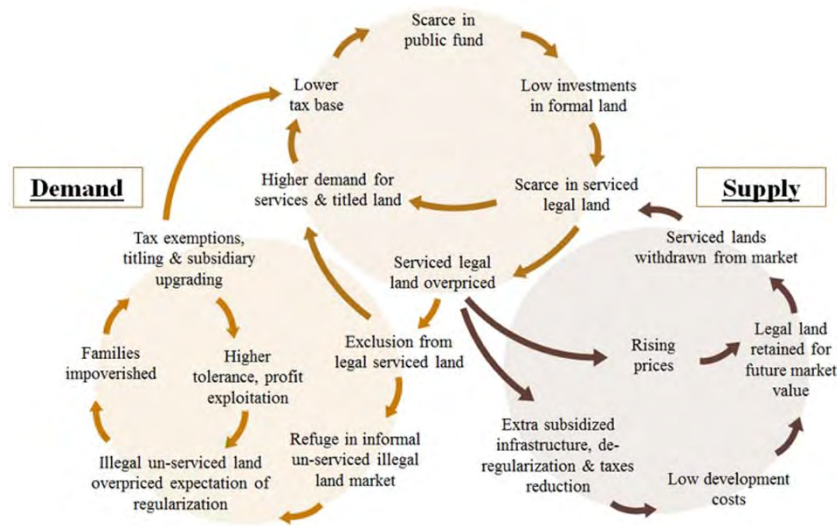 Scarce in
public fund
Lower
tax base
Low investments
in formal land
Demand
Higher demand for
services & titled land
Scarce in serviced
legal land
Supply
Tax exemptions,
titling & subsidiary
upgrading
Serviced legal
land overpriced
Serviced lands
withdrawn from market
Families
impoverished
Higher
tolerance, profit
exploitation
Exclusion from
legal serviced land
Rising
prices
Legal land
retained for
future market
value
Illegal un-serviced land
overpriced expectation of
regularization
Refuge in informal
un-serviced illegal
land market
Extra subsidized
infrastructure, de-
regularization & taxes
reduction
Low development
costs